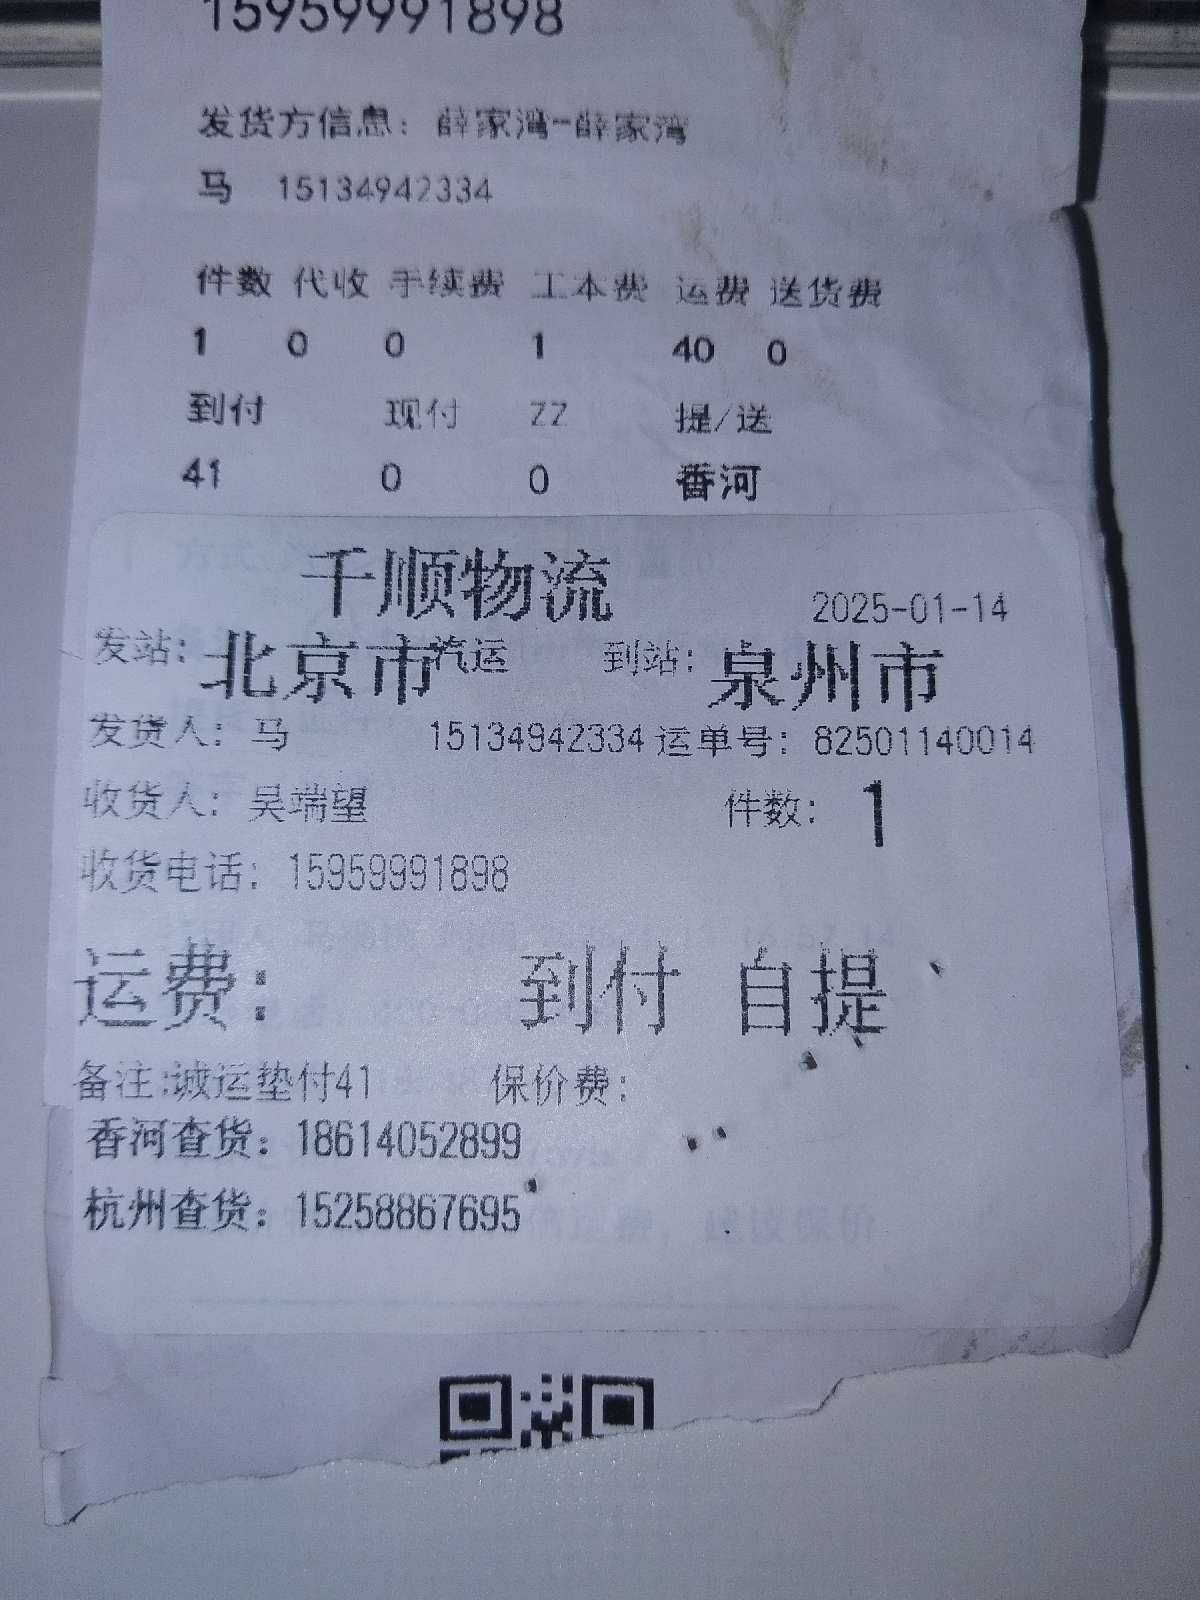 15959991898
发货方信息：薛家湾-薛家湾
马 15134942334
件数 代收 手续费 工本费 运费 送货费
1 0 0 1 40 0
到付 现付 ZZ 提/送
41 0 0 香河
千顺物流 2025-01-14
发站：北京市汽运 到站：泉州市
发货人：马 15134942334 运单号：82501140014
收货人：吴端望 件数：1
收货电话：15959991898
运费： 到付 自提
备注:诚运垫付41 保价费：
香河查货：18614052899
杭州查货：15258867695